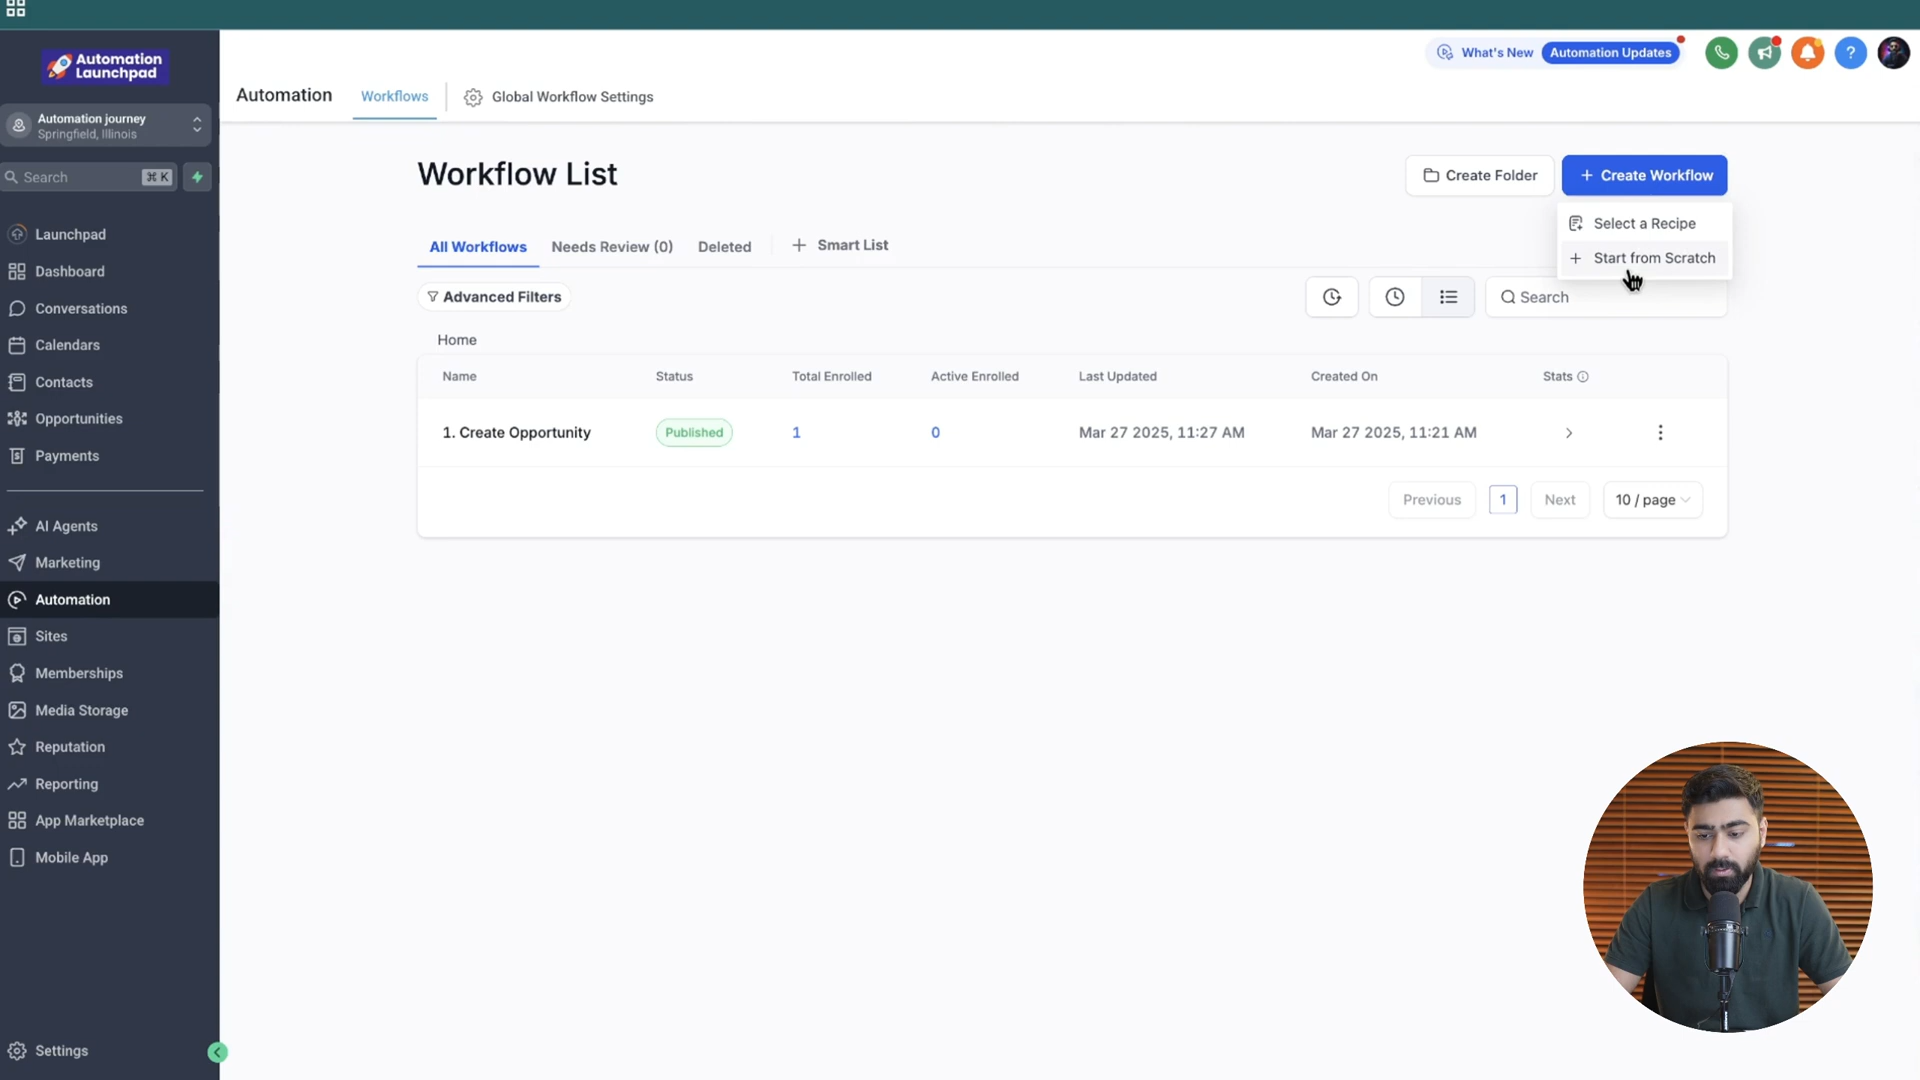 Automation
Launchpad
Automation journey
Springfield, Illinois
Search ⌘ K
Launchpad
Dashboard
Conversations
Calendars
Contacts
Opportunities
Payments
AI Agents
Marketing
Automation
Sites
Memberships
Media Storage
Reputation
Reporting
App Marketplace
Mobile App
Settings
What's New Automation Updates ?
Automation Workflows Global Workflow Settings
Workflow List
Create Folder + Create Workflow
Select a Recipe
+ Start from Scratch
All Workflows Needs Review (0) Deleted + Smart List
Advanced Filters Search
Home
Name Status Total Enrolled Active Enrolled Last Updated Created On Stats
1. Create Opportunity Published 1 0 Mar 27 2025, 11:27 AM Mar 27 2025, 11:21 AM
Previous 1 Next 10 / page